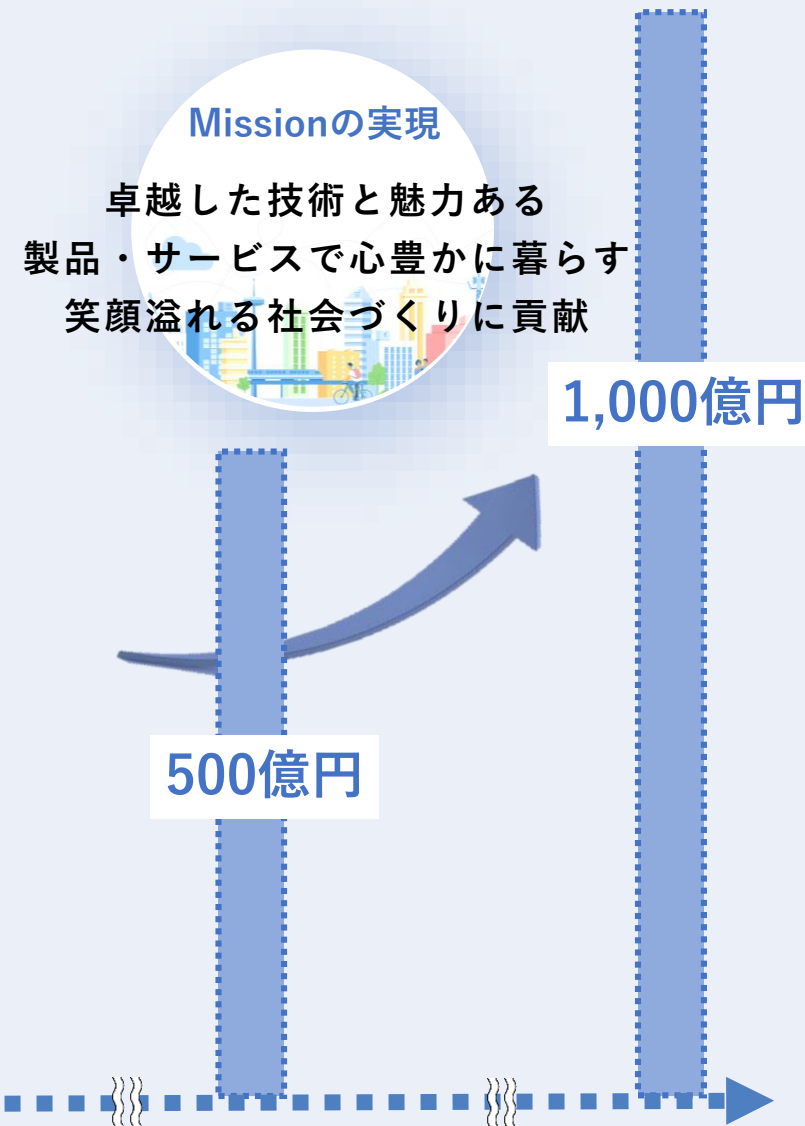 Missionの実現
卓越した技術と魅力ある
製品・サービスで心豊かに暮らす
笑顔溢れる社会づくりに貢献
1,000億円
500億円